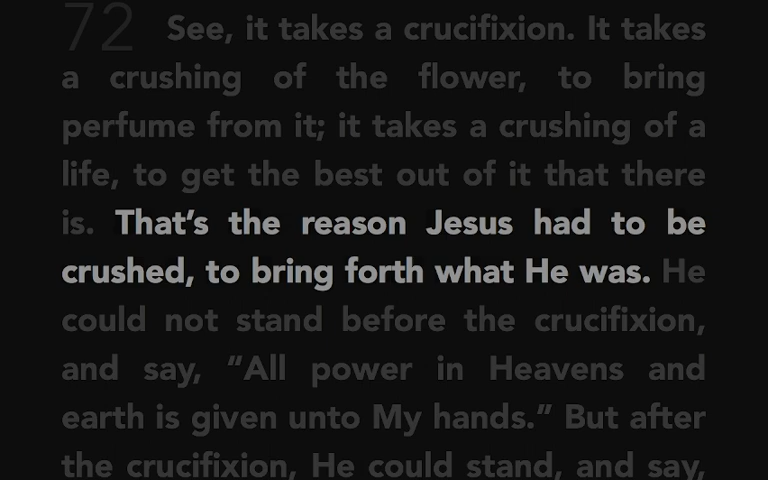 72 See, it takes a crucifixion. It takes
a crushing of the flower, to bring
perfume from it; it takes a crushing of a
life, to get the best out of it that there
is. That’s the reason Jesus had to be
crushed, to bring forth what He was. He
could not stand before the crucifixion,
and say, “All power in Heavens and
earth is given unto My hands.” But after
the crucifixion, He could stand, and say,